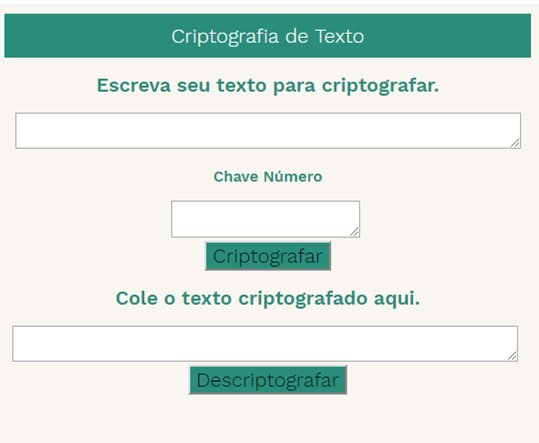 Criptografia de Texto
Escreva seu texto para criptografar.
Chave Número
Criptografar
Cole o texto criptografado aqui.
Descriptografar